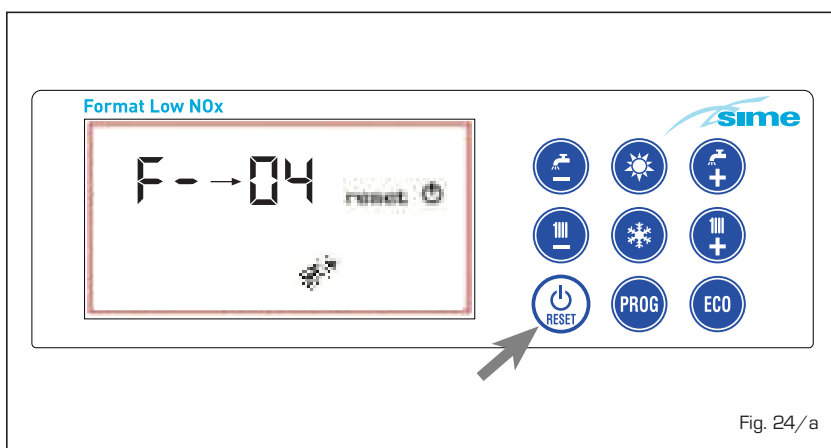 Format Low NOx
sime
F-→04
reset
RESET
PROG
ECO
Fig. 24/a